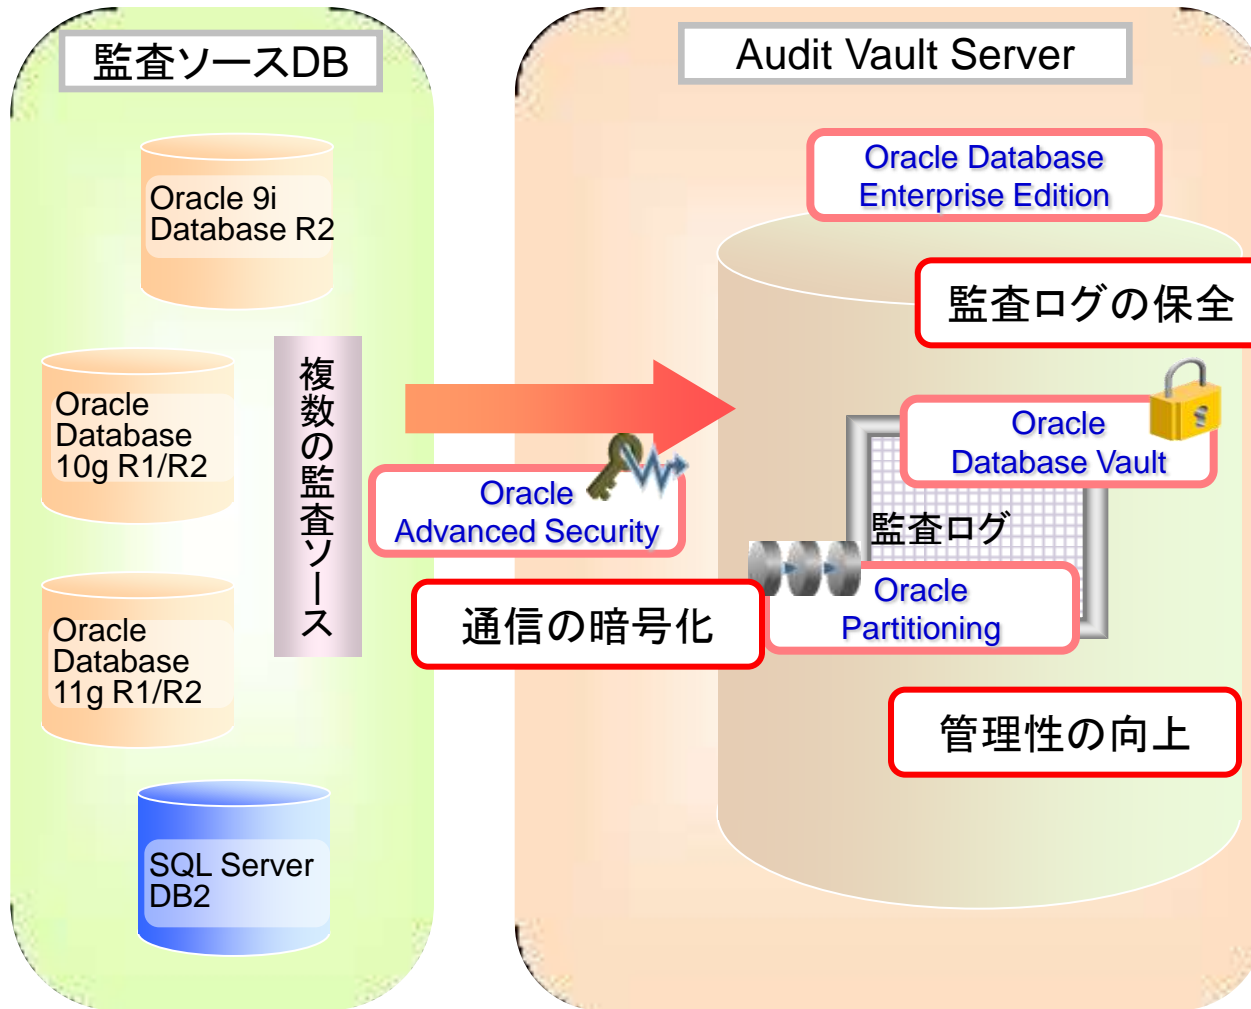 監査ソースDB
Oracle 9i
Database R2
Oracle
Database
10g R1/R2
Oracle
Database
11g R1/R2
SQL Server
DB2
複数の監査ソース
Oracle
Advanced Security
通信の暗号化
Audit Vault Server
Oracle Database
Enterprise Edition
監査ログの保全
Oracle
Database Vault
監査ログ
Oracle
Partitioning
管理性の向上